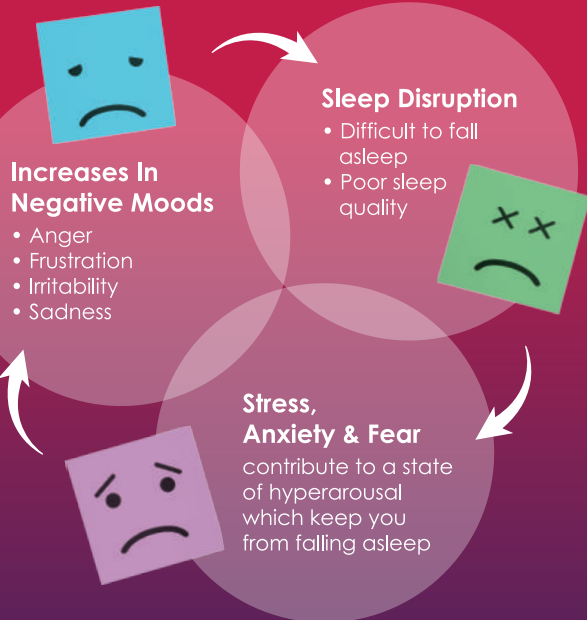 Sleep Disruption
• Difficult to fall
asleep
• Poor sleep
quality
Increases In
Negative Moods
• Anger
• Frustration
• Irritability
• Sadness
Stress,
Anxiety & Fear
contribute to a state
of hyperarousal
which keep you
from falling asleep